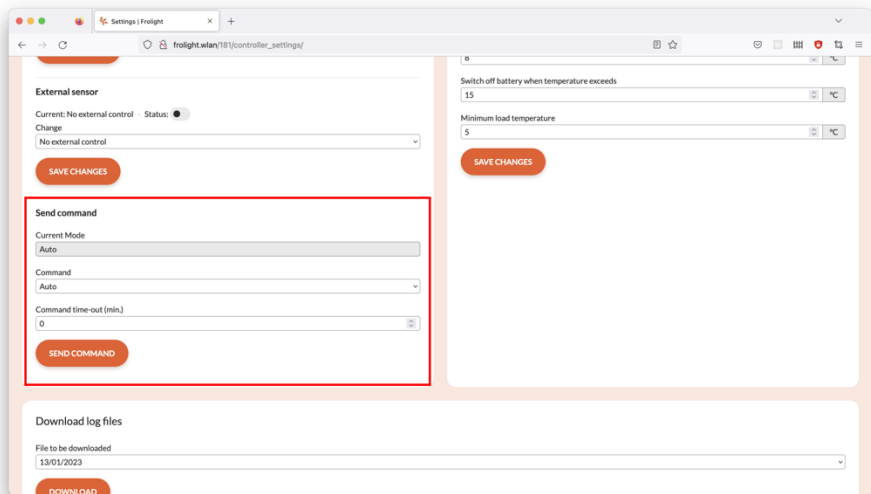 Settings | Frolight
frolight.wlan/181/controller_settings/
External sensor
Current: No external control - Status:
Change
No external control
SAVE CHANGES
Send command
Current Mode
Auto
Command
Auto
Command time-out (min.)
0
SEND COMMAND
8 °C
Switch off battery when temperature exceeds
15 °C
Minimum load temperature
5 °C
SAVE CHANGES
Download log files
File to be downloaded
13/01/2023
DOWNLOAD